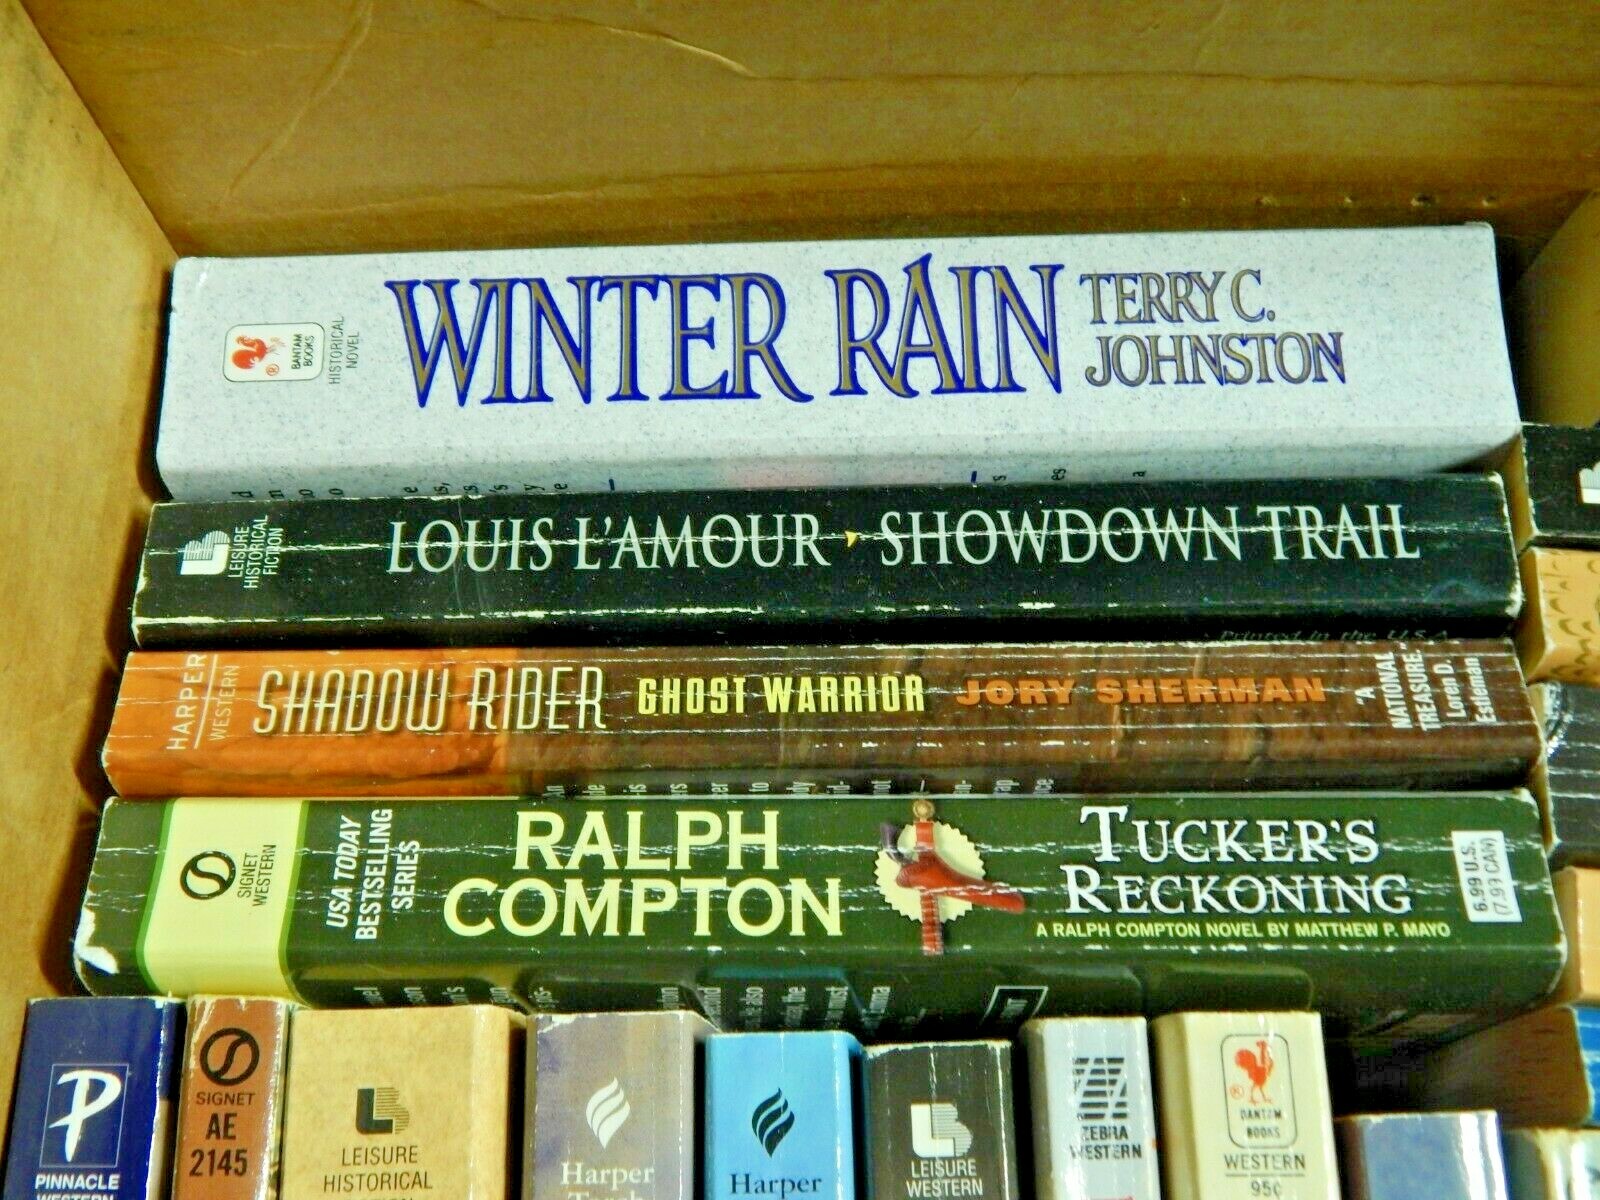 BANTAM
BOOKS
HISTORICAL
NOVEL
WINTER RAIN
TERRY C.
JOHNSTON
LEISURE
HISTORICAL
FICTION
LOUIS L'AMOUR
SHOWDOWN TRAIL
Printed in the U.S.A.
HARPER
WESTERN
SHADOW RIDER
GHOST WARRIOR
JORY SHERMAN
"A
NATIONAL
TREASURE."
Loren D.
Estleman
SIGNET
WESTERN
USA TODAY
BESTSELLING
SERIES
RALPH
COMPTON
TUCKER'S
RECKONING
A RALPH COMPTON NOVEL BY MATTHEW P. MAYO
6.99 U.S.
(7.99 CAN)
P
PINNACLE
WESTERN
SIGNET
AE
2145
LEISURE
HISTORICAL
Harper
Harper
LEISURE
WESTERN
ZEBRA
WESTERN
BANTAM
BOOKS
WESTERN
95¢